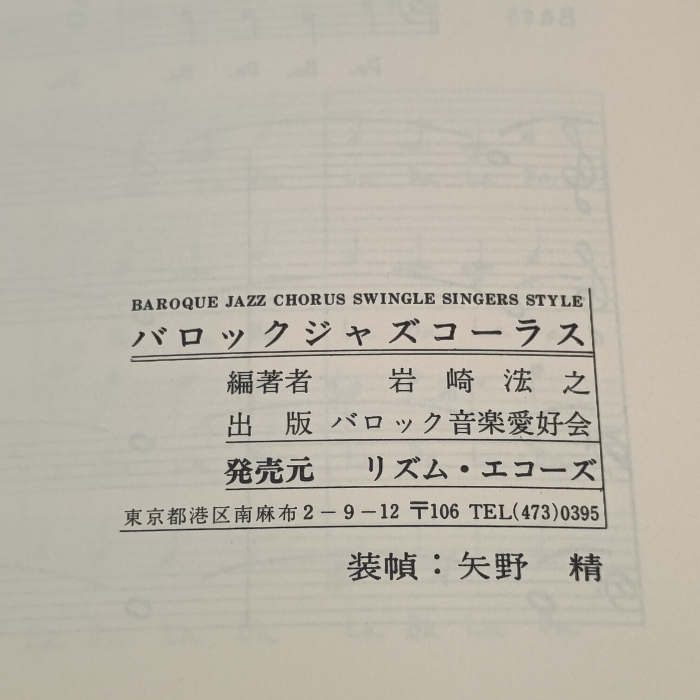 BAROQUE JAZZ CHORUS SWINGLE SINGERS STYLE
バロックジャズコーラス
編著者 岩崎浤之
出版 バロック音楽愛好会
発売元 リズム・エコーズ
東京都港区南麻布2-9-12 〒106 TEL(473)0395
装幀：矢野 精